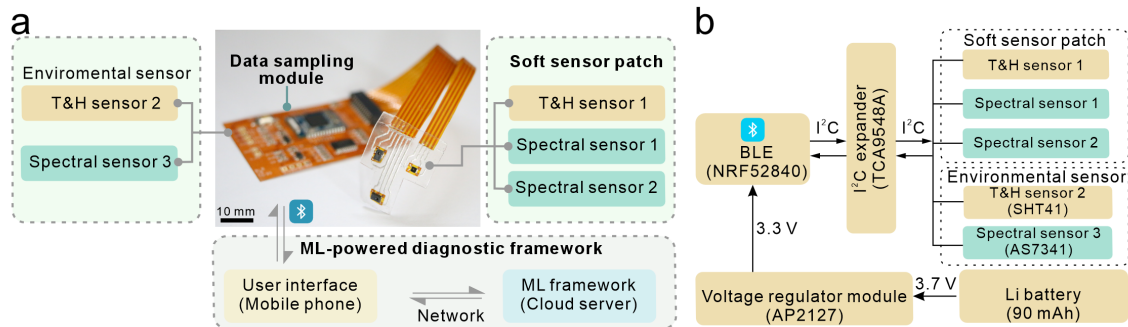 a
Enviromental sensor
T&H sensor 2
Spectral sensor 3
Data sampling
module
10 mm
Soft sensor patch
T&H sensor 1
Spectral sensor 1
Spectral sensor 2
ML-powered diagnostic framework
User interface
(Mobile phone)
Network
ML framework
(Cloud server)
b
BLE
(NRF52840)
I²C
I²C expander
(TCA9548A)
I²C
Soft sensor patch
T&H sensor 1
Spectral sensor 1
Spectral sensor 2
Environmental sensor
T&H sensor 2
(SHT41)
Spectral sensor 3
(AS7341)
3.3 V
Voltage regulator module
(AP2127)
3.7 V
Li battery
(90 mAh)